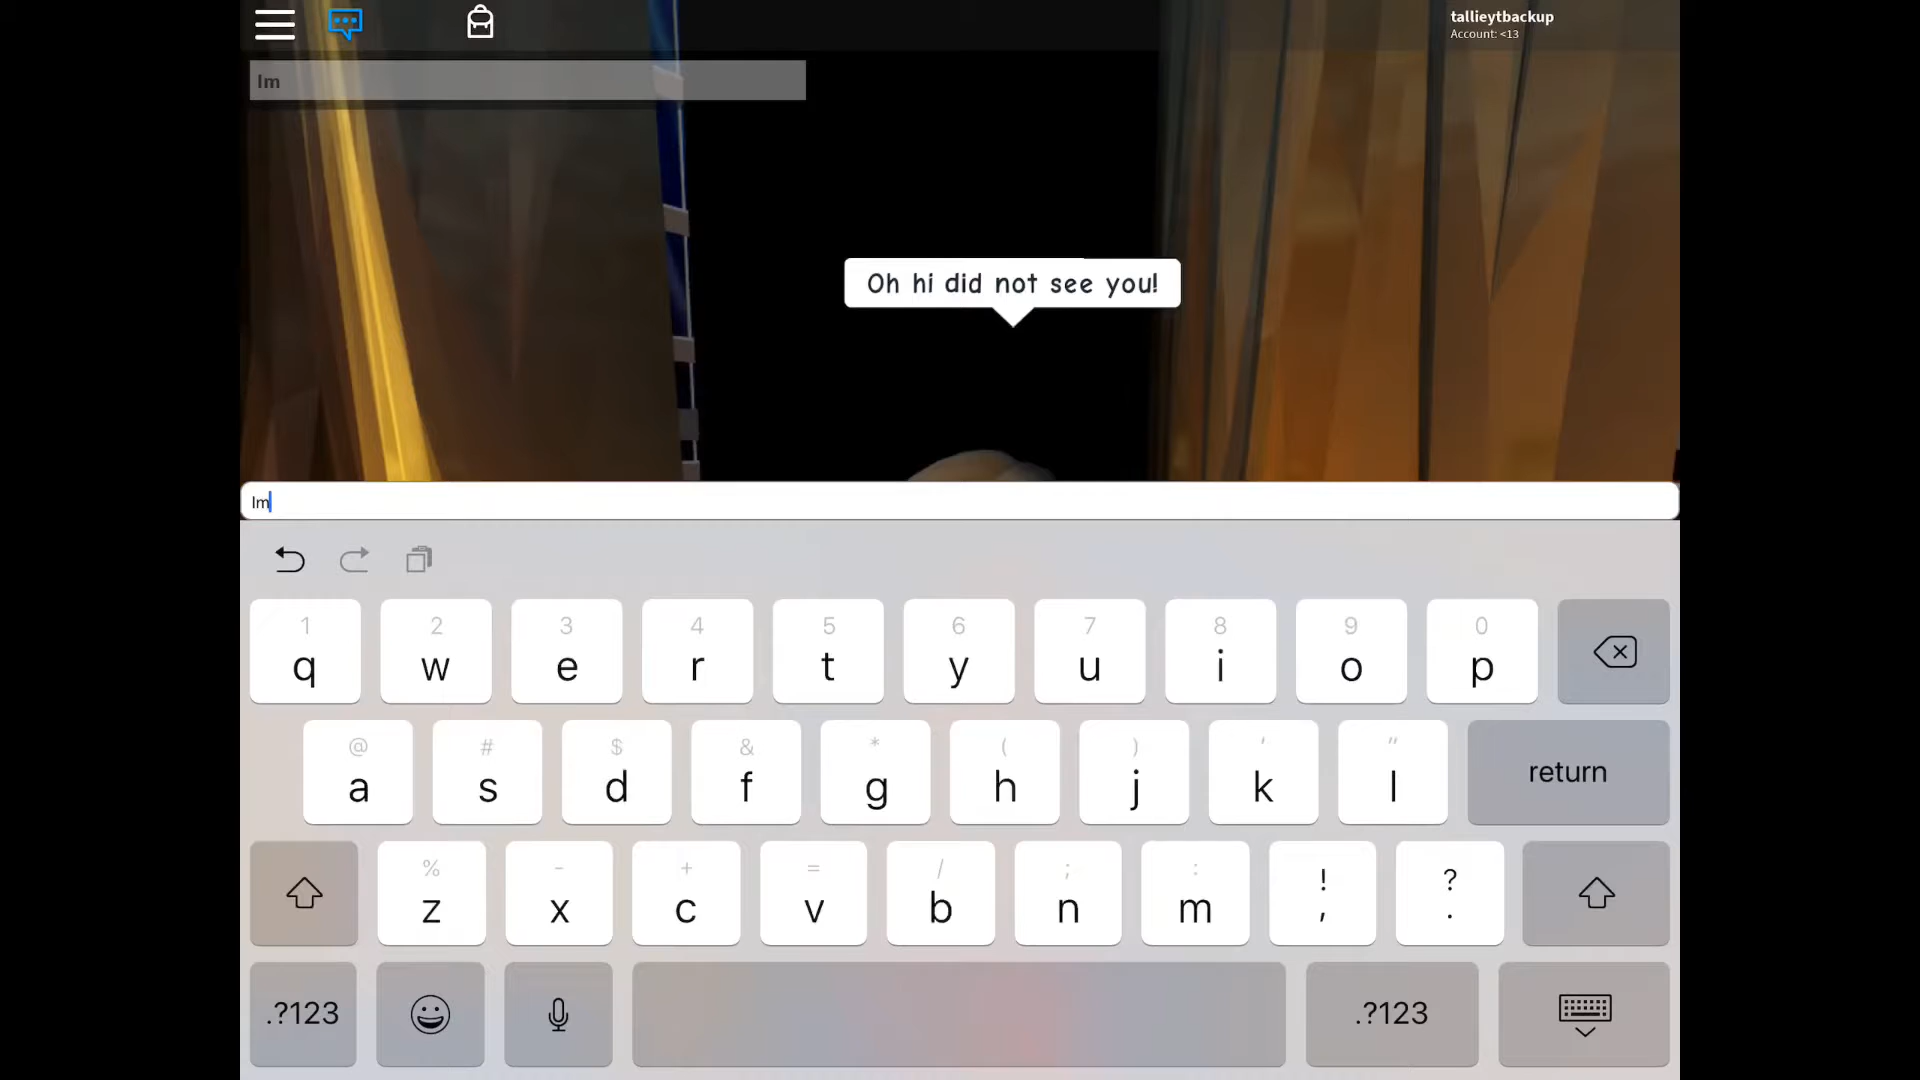 tallieytbackup
Account: <13
Im
Oh hi did not see you!
Im
1 2 3 4 5 6 7 8 9 0
q w e r t y u i o p
@ # $ & * ( ) ' "
a s d f g h j k l return
% - + = / ; : ! ?
z x c v b n m , .
.?123 .?123